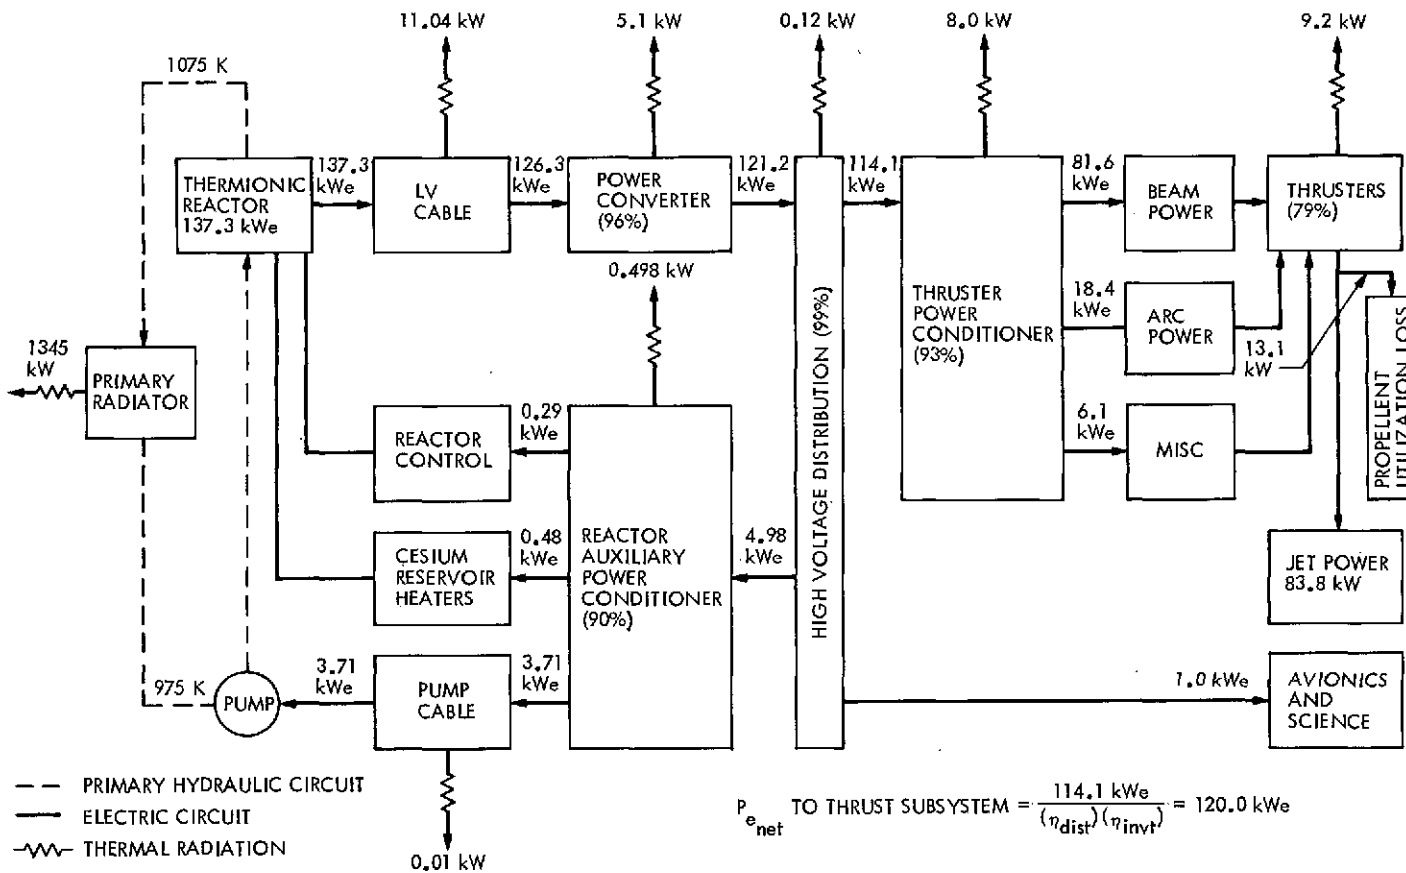 11.04 kW
5.1 kW
0.12 kW
8.0 kW
9.2 kW
1075 K
THERMIONIC
REACTOR
137.3 kWe
137.3
kWe
LV
CABLE
126.3
kWe
POWER
CONVERTER
(96%)
121.2
kWe
114.1
kWe
81.6
kWe
BEAM
POWER
THRUSTERS
(79%)
0.498 kW
HIGH VOLTAGE DISTRIBUTION (99%)
THRUSTER
POWER
CONDITIONER
(93%)
18.4
kWe
ARC
POWER
13.1
kW
PROPELLENT
UTILIZATION LOSS
1345
kW
PRIMARY
RADIATOR
REACTOR
CONTROL
0.29
kWe
6.1
kWe
MISC
CESIUM
RESERVOIR
HEATERS
0.48
kWe
REACTOR
AUXILIARY
POWER
CONDITIONER
(90%)
4.98
kWe
JET POWER
83.8 kW
975 K
PUMP
3.71
kWe
PUMP
CABLE
3.71
kWe
1.0 kWe
AVIONICS
AND
SCIENCE
PRIMARY HYDRAULIC CIRCUIT
ELECTRIC CIRCUIT
THERMAL RADIATION
0.01 kW
P_e_net TO THRUST SUBSYSTEM = 114.1 kWe / (η_dist)(η_invt) = 120.0 kWe